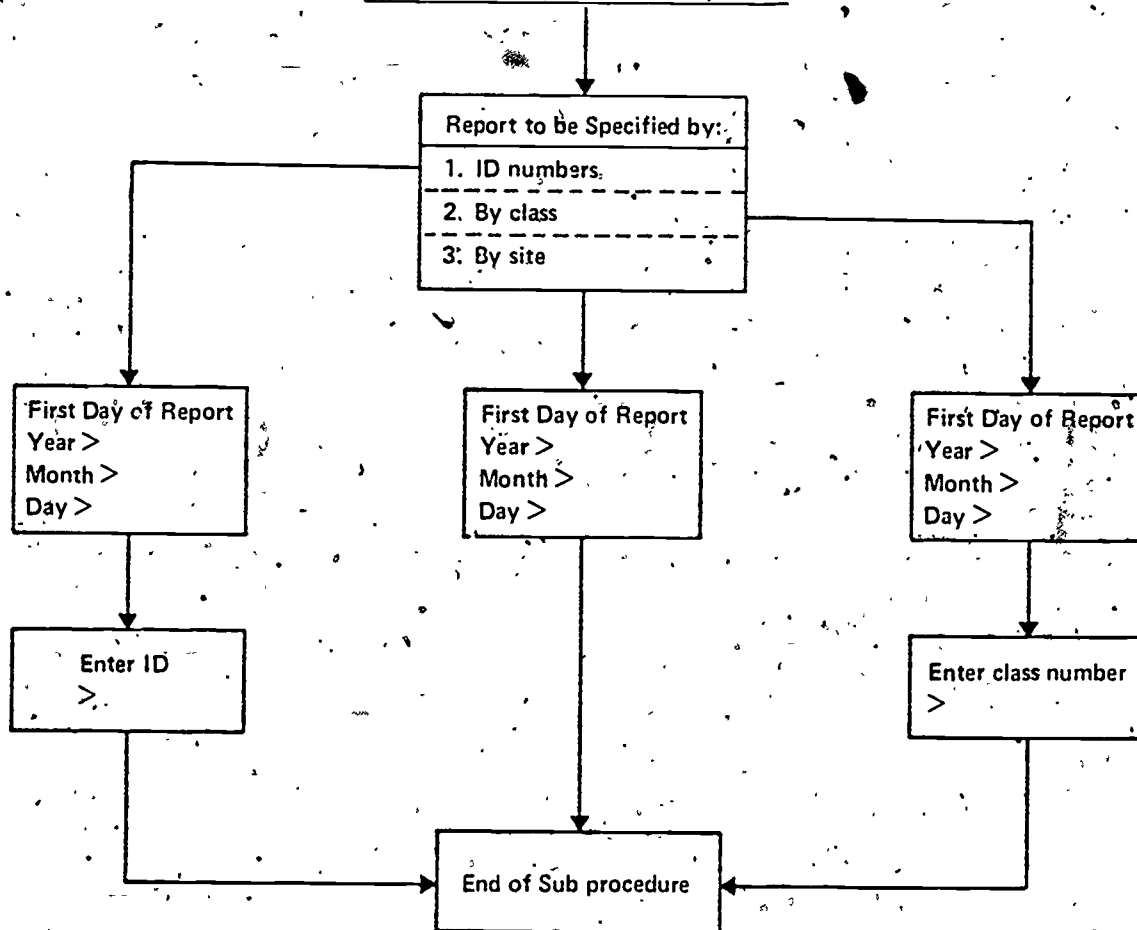 Report to be Specified by:
1. ID numbers
2. By class
3. By site
First Day of Report
Year >
Month >
Day >
First Day of Report
Year >
Month >
Day >
First Day of Report
Year >
Month >
Day >
Enter ID
>
Enter class number
>
End of Sub procedure